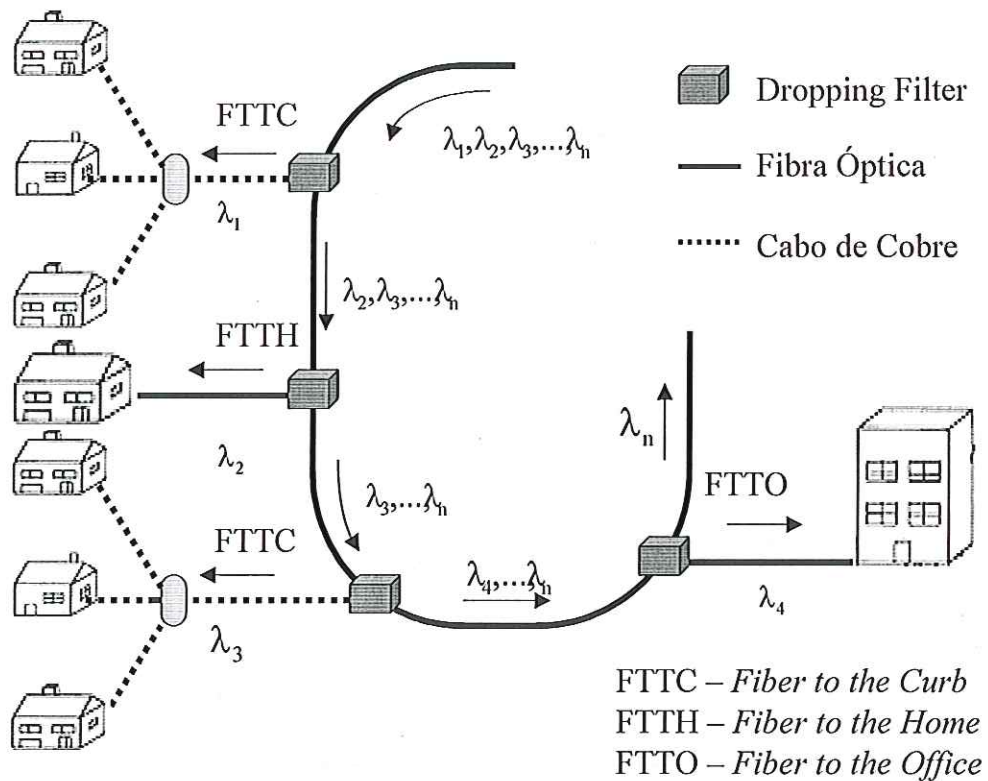 FTTC
λ₁,λ₂,λ₃,...,λₙ
Dropping Filter
Fibra Óptica
Cabo de Cobre
λ₁
λ₂,λ₃,...,λₙ
FTTH
λ₂
λ₃,...,λₙ
λₙ
FTTO
FTTC
λ₄,...,λₙ
λ₃
λ₄
FTTC – Fiber to the Curb
FTTH – Fiber to the Home
FTTO – Fiber to the Office